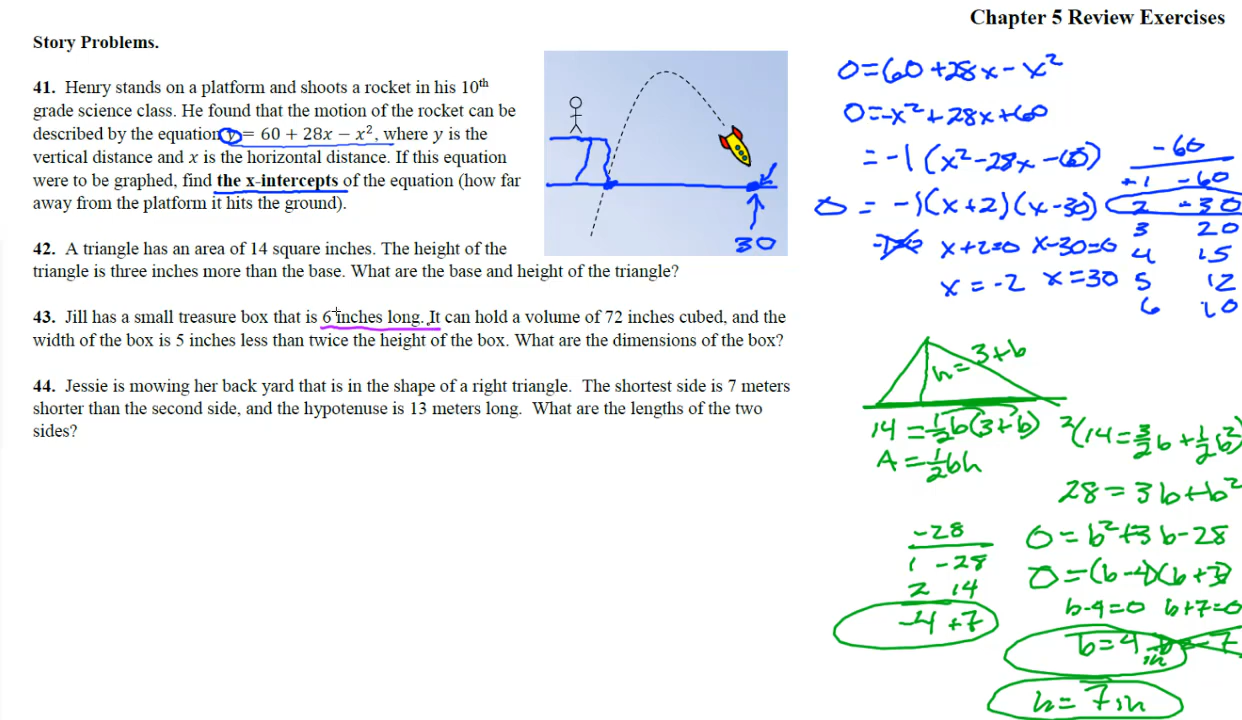 Chapter 5 Review Exercises
Story Problems.
41. Henry stands on a platform and shoots a rocket in his 10th
grade science class. He found that the motion of the rocket can be
described by the equation y = 60 + 28x − x², where y is the
vertical distance and x is the horizontal distance. If this equation
were to be graphed, find the x-intercepts of the equation (how far
away from the platform it hits the ground).
30
42. A triangle has an area of 14 square inches. The height of the
triangle is three inches more than the base. What are the base and height of the triangle?
43. Jill has a small treasure box that is 6 inches long. It can hold a volume of 72 inches cubed, and the
width of the box is 5 inches less than twice the height of the box. What are the dimensions of the box?
44. Jessie is mowing her back yard that is in the shape of a right triangle. The shortest side is 7 meters
shorter than the second side, and the hypotenuse is 13 meters long. What are the lengths of the two
sides?
0=60+28x-x²
0=-x²+28x+60
=-1(x²-28x-60)
0=-1(x+2)(x-30)
x+2=0 x-30=0
x=-2 x=30
-60
+1 -60
2 -30
3 20
4 15
5 12
6 10
h=3+b
14=½b(3+b)
A=½bh
2(14=3/2b+½b²)
28=3b+b²
0=b²+3b-28
b-4=0 b+7=0
b=4 in
h=7in
-28
1 -28
2 14
-4 +7